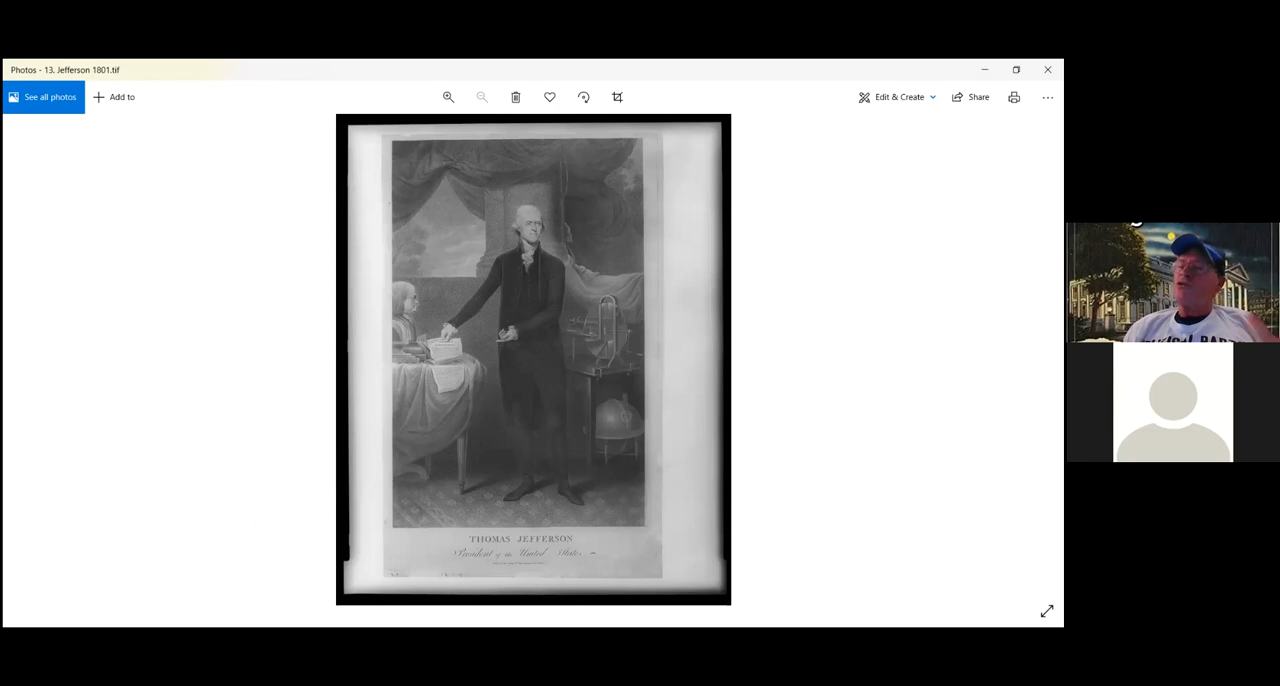 Photos - 13. Jefferson 1801.tif
See all photos
Add to
Edit & Create
Share
THOMAS JEFFERSON
President of the United States